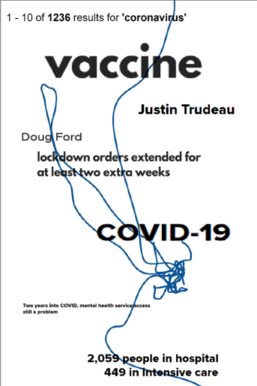 1 - 10 of 1236 results for 'coronavirus'
vaccine
Justin Trudeau
Doug Ford
lockdown orders extended for
at least two extra weeks
COVID-19
Two years into COVID, mental health service access
still a problem
2,059 people in hospital
449 in intensive care